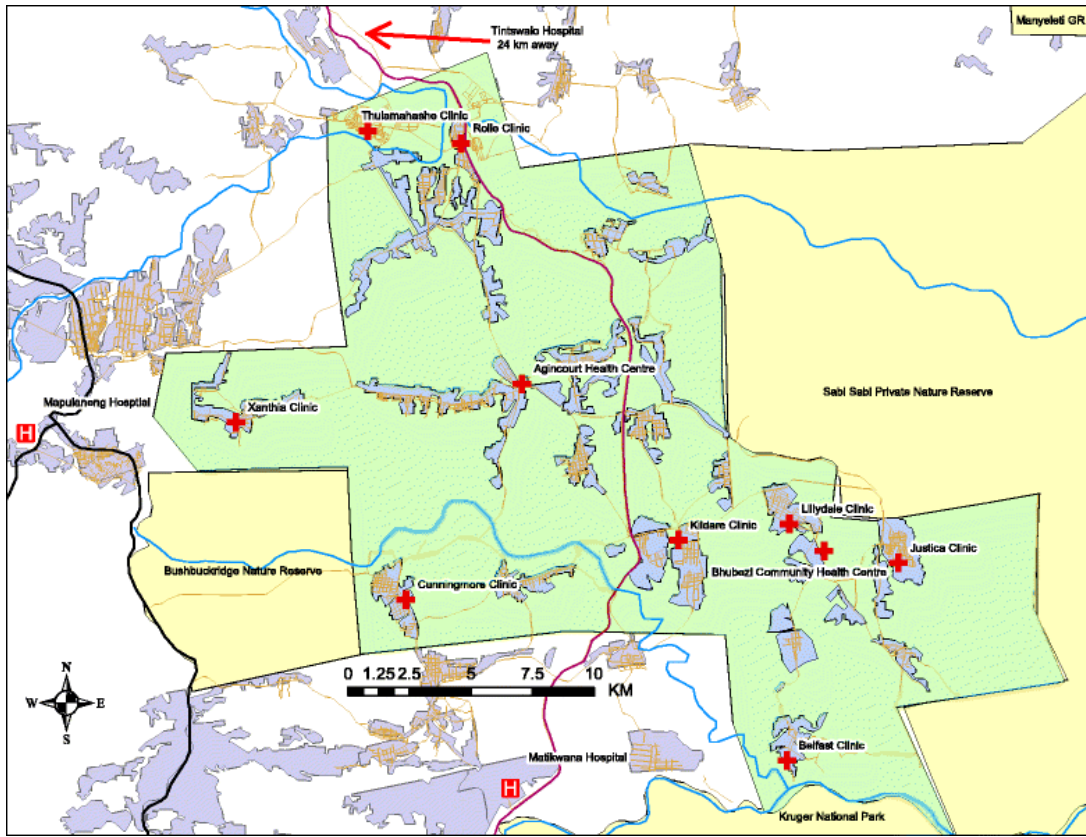 Manyeleti GR
Tintswalo Hospital
24 km away
Thulamahashe Clinic
Rolle Clinic
Agincourt Health Centre
Sabi Sabi Private Nature Reserve
Mapulaneng Hosptial
Xanthia Clinic
H
Lillydale Clinic
Kildare Clinic
Justica Clinic
Bushbuckridge Nature Reserve
Bhubezi Community Health Centre
Cunningmore Clinic
N
W E
S
0 1.25 2.5 5 7.5 10
KM
Belfast Clinic
Matikwana Hospital
H
Kruger National Park